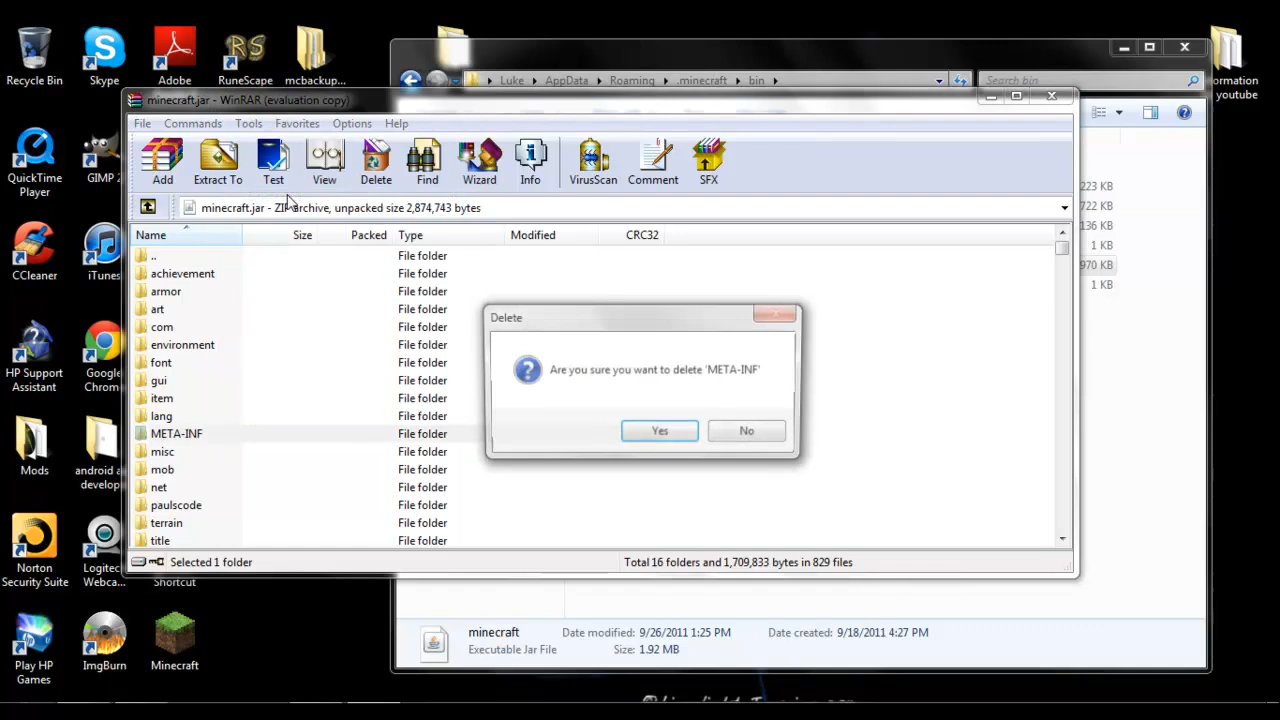 Recycle Bin
Skype
Adobe
RuneScape
mcbackup...
QuickTime
Player
GIMP 2
CCleaner
iTunes
HP Support
Assistant
Google
Chrom
Mods
android a
develop
Norton
Security Suite
Logitec
Webca...
Shortcut
Play HP
Games
ImgBurn
Minecraft
Luke
AppData
Roaming
.minecraft
bin
Search bin
ormation
youtube
223 KB
722 KB
136 KB
1 KB
970 KB
1 KB
minecraft.jar - WinRAR (evaluation copy)
File Commands Tools Favorites Options Help
Add Extract To Test View Delete Find Wizard Info VirusScan Comment SFX
minecraft.jar - ZIP archive, unpacked size 2,874,743 bytes
Name Size Packed Type Modified CRC32
.. File folder
achievement File folder
armor File folder
art File folder
com File folder
environment File folder
font File folder
gui File folder
item File folder
lang File folder
META-INF File folder
misc File folder
mob File folder
net File folder
paulscode File folder
terrain File folder
title File folder
Selected 1 folder
Total 16 folders and 1,709,833 bytes in 829 files
Delete
Are you sure you want to delete 'META-INF'
Yes No
minecraft Date modified: 9/26/2011 1:25 PM Date created: 9/18/2011 4:27 PM
Executable Jar File Size: 1.92 MB